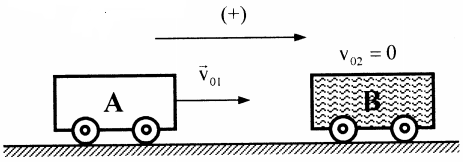 (+)
v⃗₀₁
v₀₂ = 0
A
B